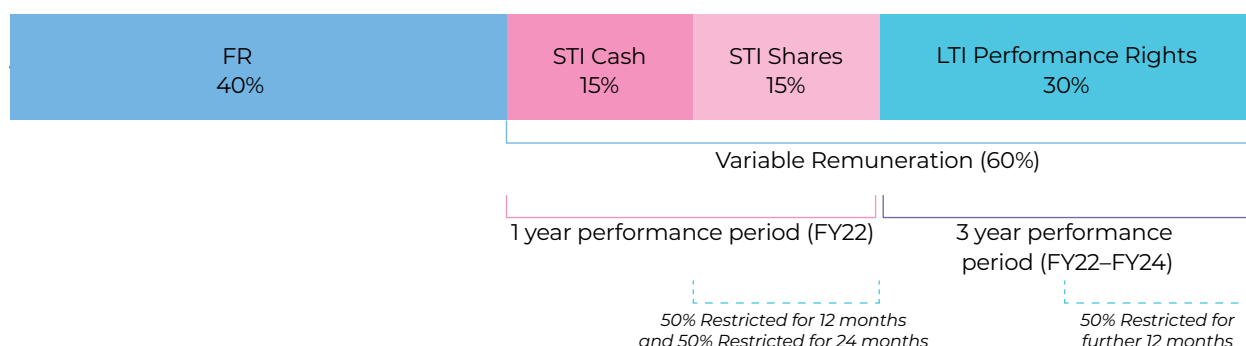 FR
40%
STI Cash
15%
STI Shares
15%
LTI Performance Rights
30%
Variable Remuneration (60%)
1 year performance period (FY22)
3 year performance
period (FY22–FY24)
50% Restricted for 12 months
and 50% Restricted for 24 months
50% Restricted for
further 12 months